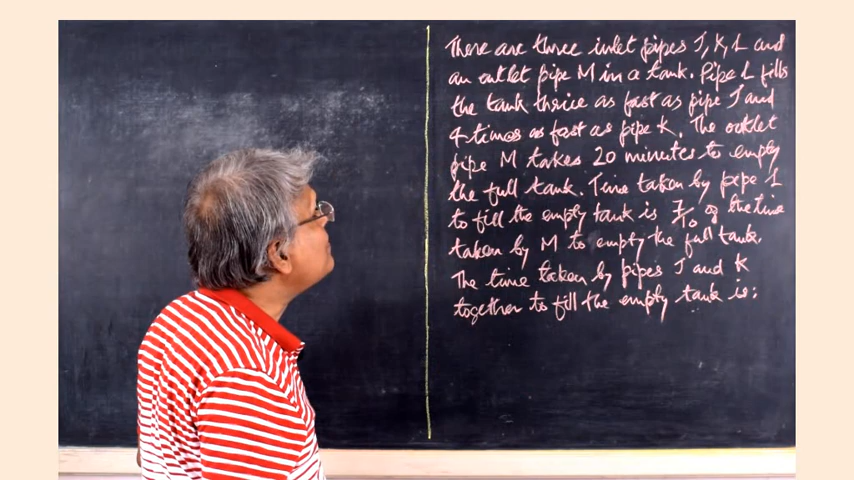 There are three inlet pipes J, K, L and
an outlet pipe M in a tank. Pipe L fills
the tank thrice as fast as pipe J and
4 times as fast as pipe K. The outlet
pipe M takes 20 minutes to empty
the full tank. Time taken by pipe L
to fill the empty tank is 7/10 of the time
taken by M to empty the full tank.
The time taken by pipes J and K
together to fill the empty tank is: